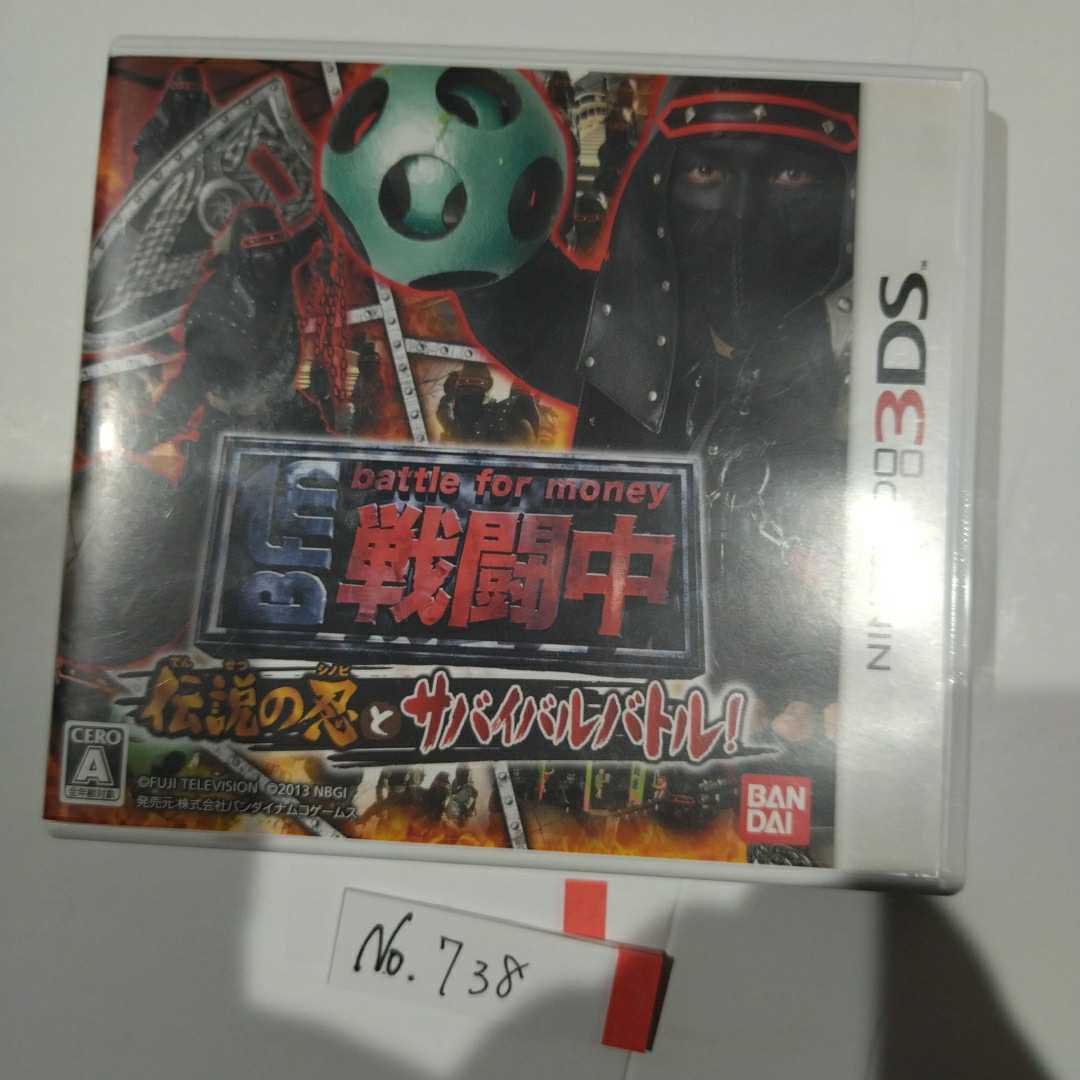 NINTENDO 3DS™
Bfm
battle for money
戦闘中
でんせつ シノビ
伝説の忍とサバイバルバトル!
CERO
A
全年齢対象
©FUJI TELEVISION ©2013 NBGI
発売元:株式会社バンダイナムコゲームス
BAN
DAI
No. 738